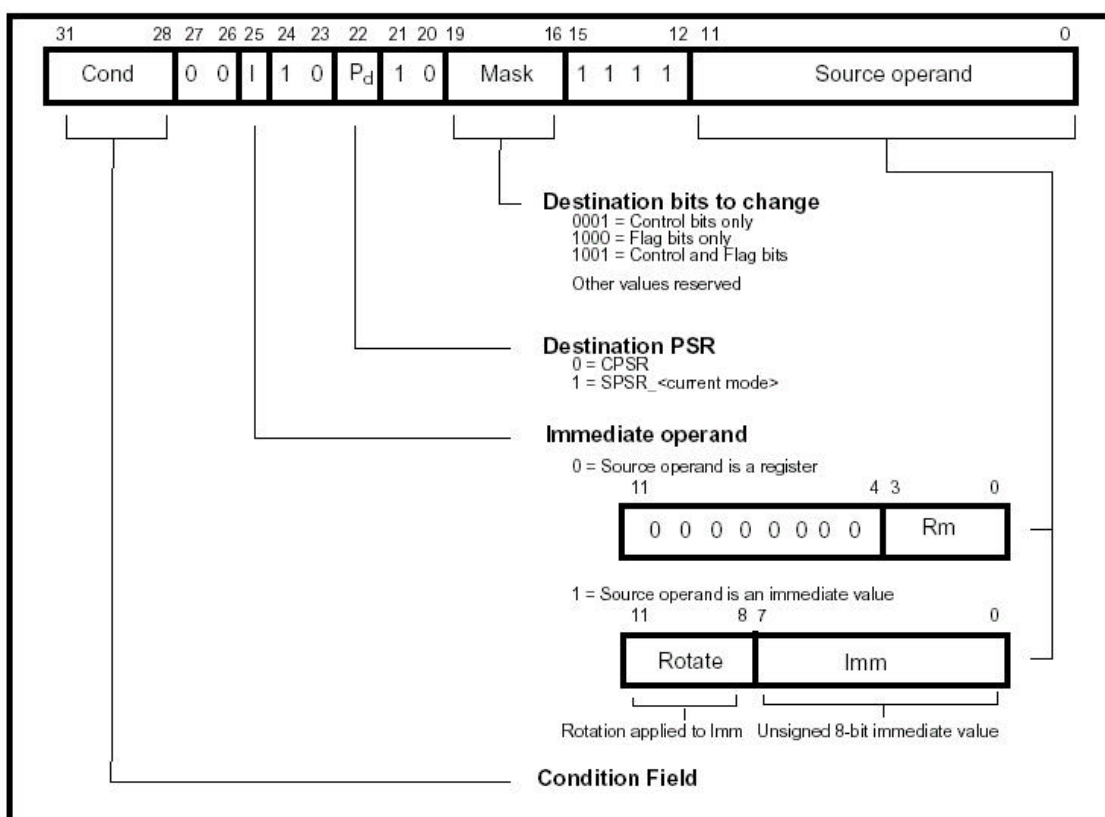 31 28 27 26 25 24 23 22 21 20 19 16 15 12 11 0
Cond 0 0 I 1 0 Pd 1 0 Mask 1 1 1 1 Source operand
Destination bits to change
0001 = Control bits only
1000 = Flag bits only
1001 = Control and Flag bits
Other values reserved
Destination PSR
0 = CPSR
1 = SPSR_<current mode>
Immediate operand
0 = Source operand is a register
11 4 3 0
0 0 0 0 0 0 0 0 Rm
1 = Source operand is an immediate value
11 8 7 0
Rotate Imm
Rotation applied to Imm Unsigned 8-bit immediate value
Condition Field